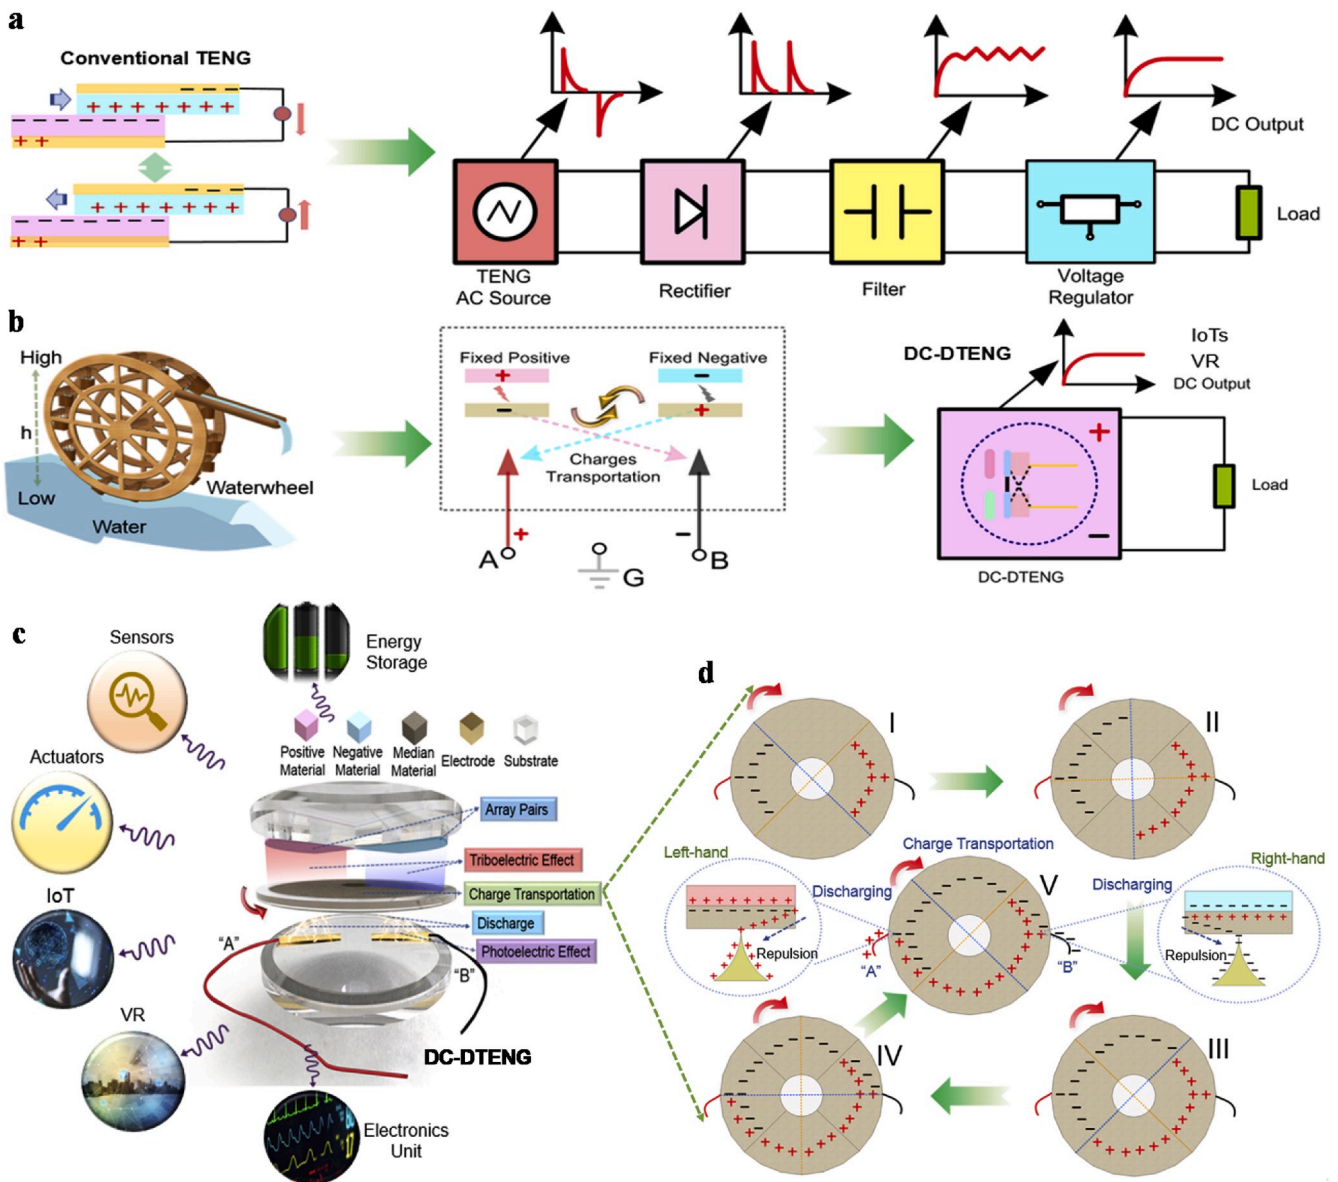 a
Conventional TENG
DC Output
Load
TENG
AC Source
Rectifier
Filter
Voltage
Regulator
b
High
h
Low
Water
Waterwheel
Fixed Positive
Fixed Negative
Charges
Transportation
A
G
B
DC-DTENG
IoTs
VR
DC Output
Load
DC-DTENG
c
Sensors
Actuators
IoT
VR
Energy
Storage
Positive
Material
Negative
Material
Median
Material
Electrode
Substrate
Array Pairs
Triboelectric Effect
Charge Transportation
Discharge
Photoelectric Effect
"A"
"B"
DC-DTENG
Electronics
Unit
d
I
II
Left-hand
Charge Transportation
Right-hand
Discharging
V
Discharging
Repulsion
"A"
"B"
Repulsion
IV
III